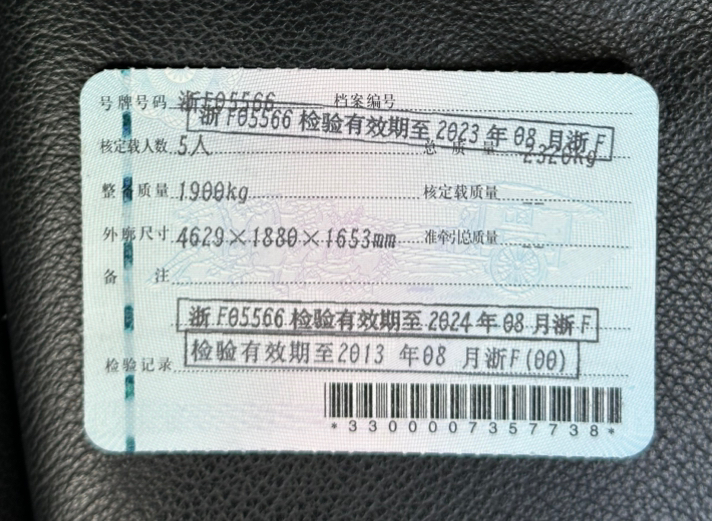 号牌号码 浙F05566 档案编号
浙F05566 检验有效期至 2023 年 08 月浙 F
核定载人数 5人 总质量 2320kg
整备质量 1900kg 核定载质量 --
外廓尺寸 4629×1880×1653mm 准牵引总质量 --
备注
浙F05566 检验有效期至 2024 年 08 月浙 F
检验有效期至2013 年08 月浙F(00)
检验记录
*3300007357738*